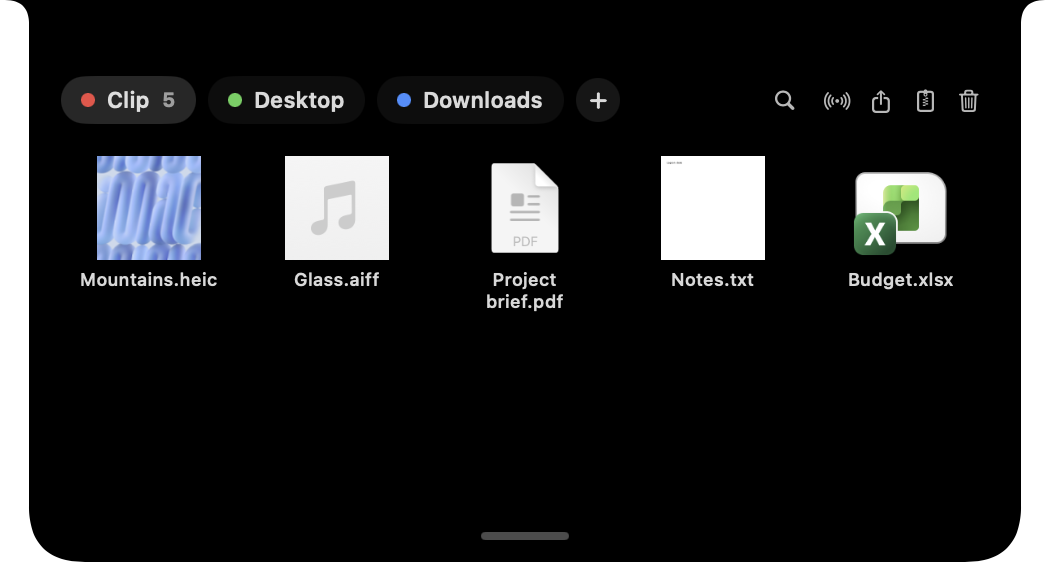 Clip 5
Desktop
Downloads
Mountains.heic
Glass.aiff
PDF
Project
brief.pdf
Notes.txt
X
Budget.xlsx